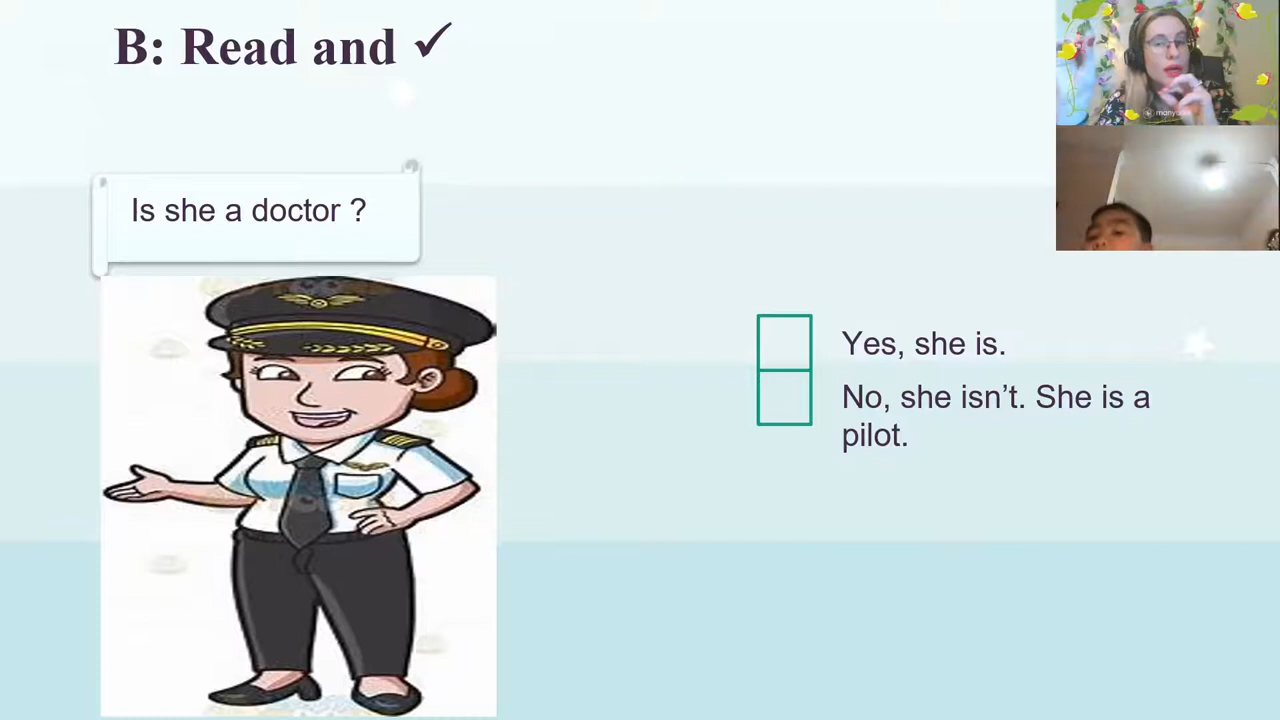 B: Read and ✓
Is she a doctor ?
Yes, she is.
No, she isn’t. She is a
pilot.